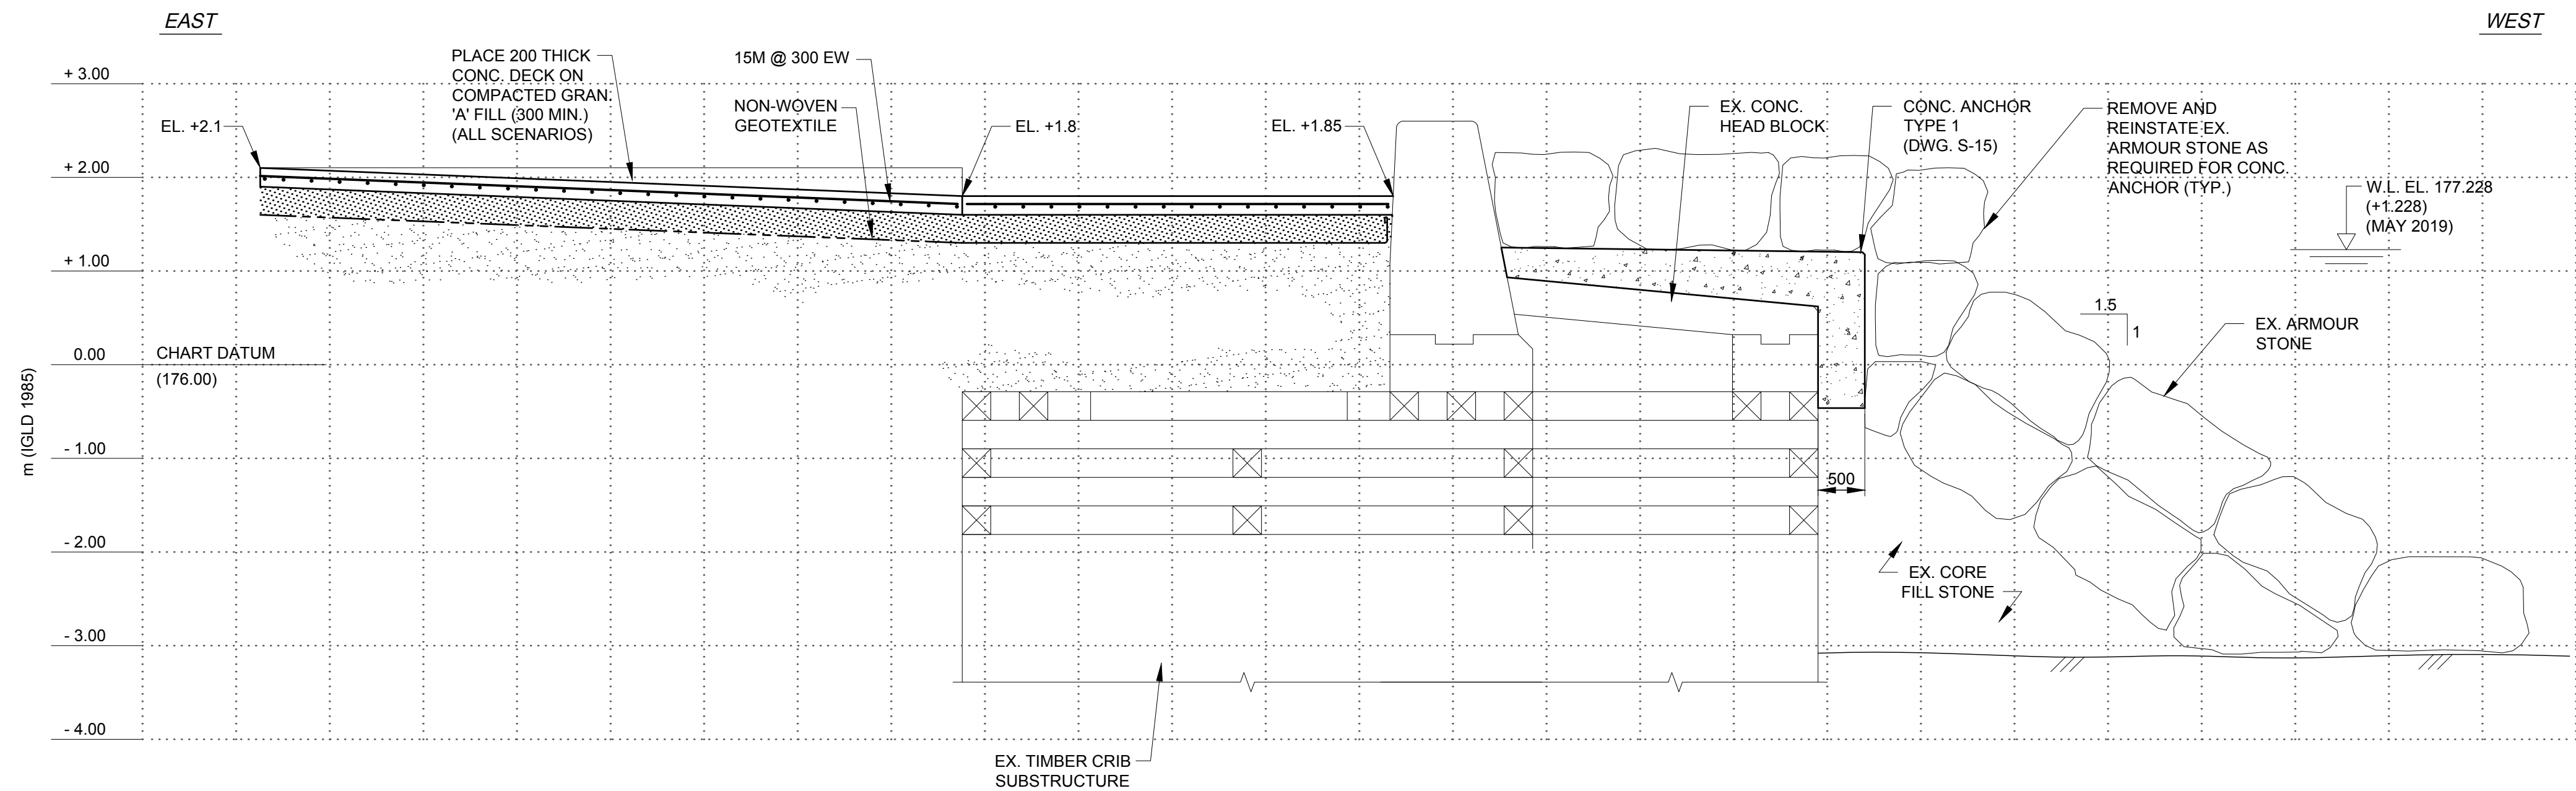 EAST
WEST
PLACE 200 THICK
CONC. DECK ON
COMPACTED GRAN.
'A' FILL (300 MIN.)
(ALL SCENARIOS)
15M @ 300 EW
NON-WOVEN
GEOTEXTILE
EL. +2.1
EL. +1.8
EL. +1.85
EX. CONC.
HEAD BLOCK
CONC. ANCHOR
TYPE 1
(DWG. S-15)
REMOVE AND
REINSTATE EX.
ARMOUR STONE AS
REQUIRED FOR CONC.
ANCHOR (TYP.)
W.L. EL. 177.228
(+1.228)
(MAY 2019)
+ 3.00
+ 2.00
+ 1.00
0.00
- 1.00
- 2.00
- 3.00
- 4.00
m (IGLD 1985)
CHART DATUM
(176.00)
1.5
1
EX. ARMOUR
STONE
500
EX. CORE
FILL STONE
EX. TIMBER CRIB
SUBSTRUCTURE